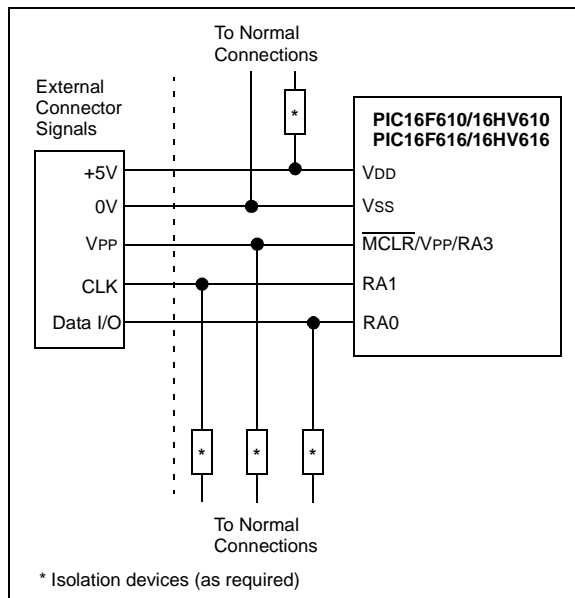 To Normal
Connections
External
Connector
Signals
*
PIC16F610/16HV610
PIC16F616/16HV616
+5V
VDD
0V
VSS
VPP
MCLR/VPP/RA3
CLK
RA1
Data I/O
RA0
* * *
To Normal
Connections
* Isolation devices (as required)